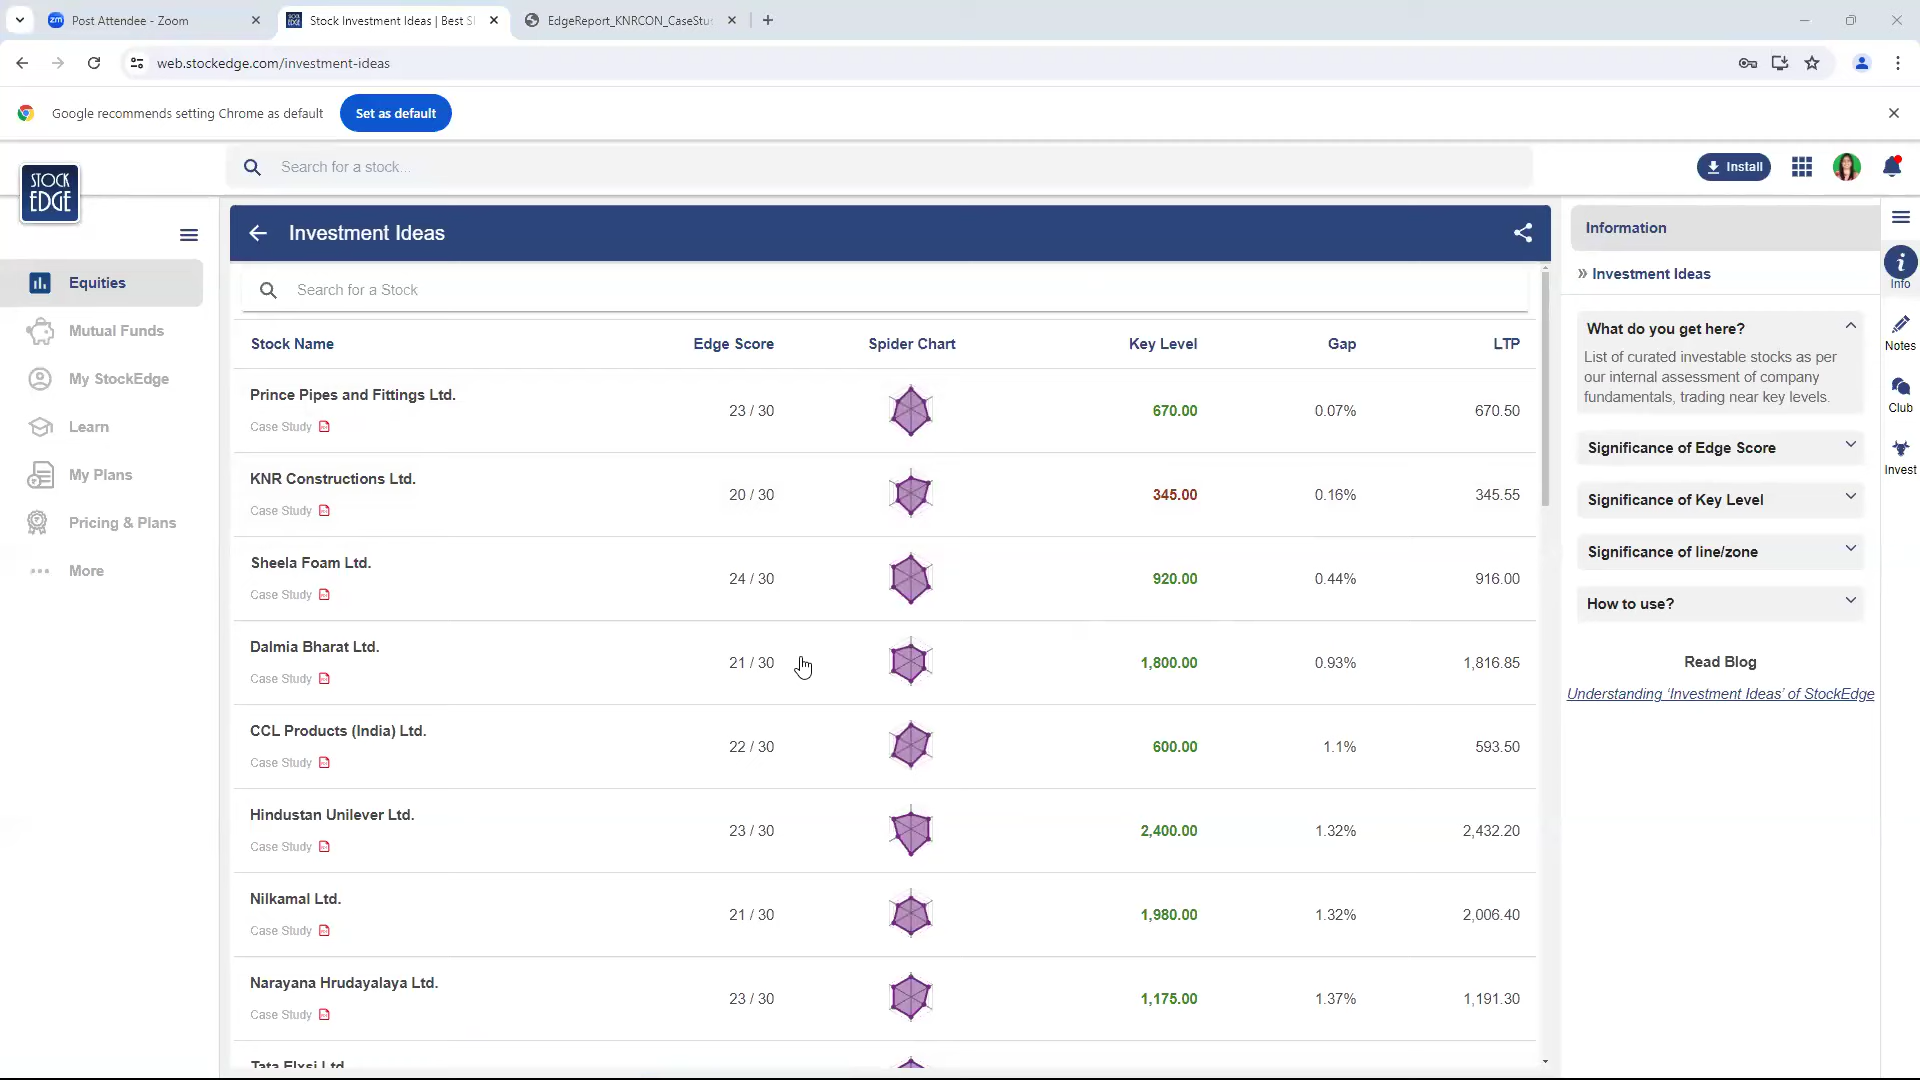 Post Attendee - Zoom
Stock Investment Ideas | Best S
EdgeReport_KNRCON_CaseStu
web.stockedge.com/investment-ideas
Google recommends setting Chrome as default
Set as default
STOCK
EDGE
Search for a stock...
Install
Equities
Mutual Funds
My StockEdge
Learn
My Plans
Pricing & Plans
More
Investment Ideas
Search for a Stock
Stock Name Edge Score Spider Chart Key Level Gap LTP
Prince Pipes and Fittings Ltd.
Case Study
23 / 30 670.00 0.07% 670.50
KNR Constructions Ltd.
Case Study
20 / 30 345.00 0.16% 345.55
Sheela Foam Ltd.
Case Study
24 / 30 920.00 0.44% 916.00
Dalmia Bharat Ltd.
Case Study
21 / 30 1,800.00 0.93% 1,816.85
CCL Products (India) Ltd.
Case Study
22 / 30 600.00 1.1% 593.50
Hindustan Unilever Ltd.
Case Study
23 / 30 2,400.00 1.32% 2,432.20
Nilkamal Ltd.
Case Study
21 / 30 1,980.00 1.32% 2,006.40
Narayana Hrudayalaya Ltd.
Case Study
23 / 30 1,175.00 1.37% 1,191.30
Tata Elxsi Ltd.
Information
» Investment Ideas
What do you get here?
List of curated investable stocks as per
our internal assessment of company
fundamentals, trading near key levels.
Significance of Edge Score
Significance of Key Level
Significance of line/zone
How to use?
Read Blog
Understanding ‘Investment Ideas’ of StockEdge
Info
Notes
Club
Invest